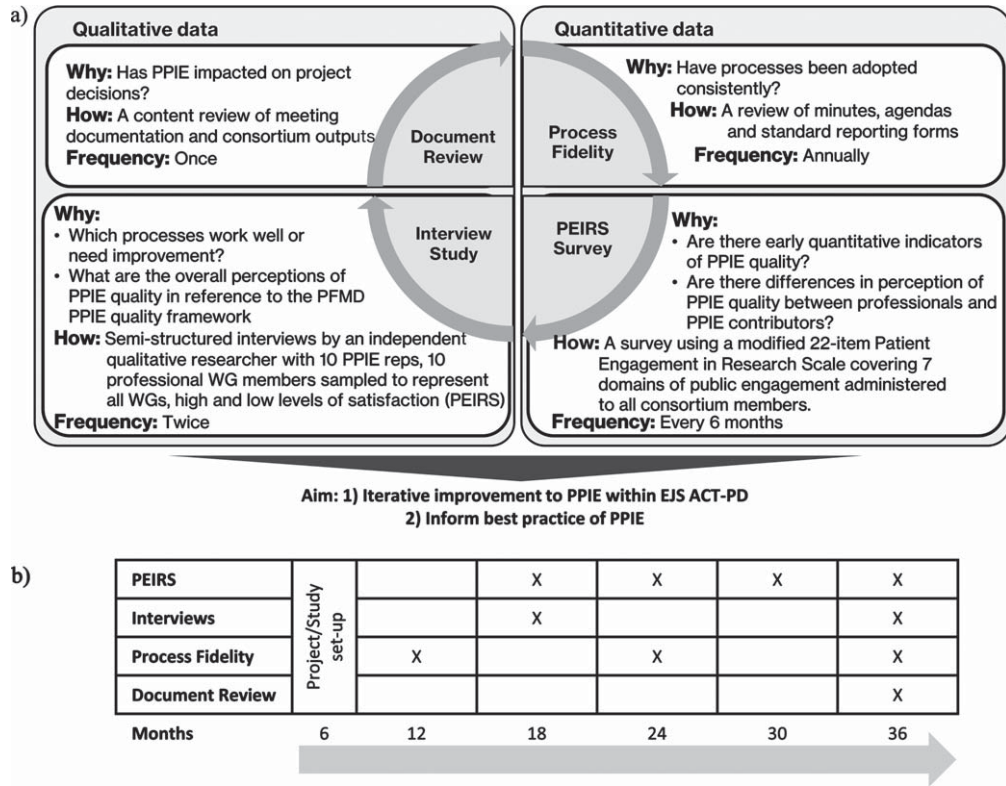 a)
Qualitative data
Why: Has PPIE impacted on project
decisions?
How: A content review of meeting
documentation and consortium outputs
Frequency: Once
Document
Review
Quantitative data
Why: Have processes been adopted
consistently?
How: A review of minutes, agendas
and standard reporting forms
Frequency: Annually
Process
Fidelity
Why:
• Which processes work well or
need improvement?
• What are the overall perceptions of
PPIE quality in reference to the PFMD
PPIE quality framework
How: Semi-structured interviews by an independent
qualitative researcher with 10 PPIE reps, 10
professional WG members sampled to represent
all WGs, high and low levels of satisfaction (PEIRS)
Frequency: Twice
Interview
Study
PEIRS
Survey
Why:
• Are there early quantitative indicators
of PPIE quality?
• Are there differences in perception of
PPIE quality between professionals and
PPIE contributors?
How: A survey using a modified 22-item Patient
Engagement in Research Scale covering 7
domains of public engagement administered
to all consortium members.
Frequency: Every 6 months
Aim: 1) Iterative improvement to PPIE within EJS ACT-PD
2) Inform best practice of PPIE
b)
Project/Study
set-up
PEIRS X X X X
Interviews X X
Process Fidelity X X X
Document Review X
Months 6 12 18 24 30 36